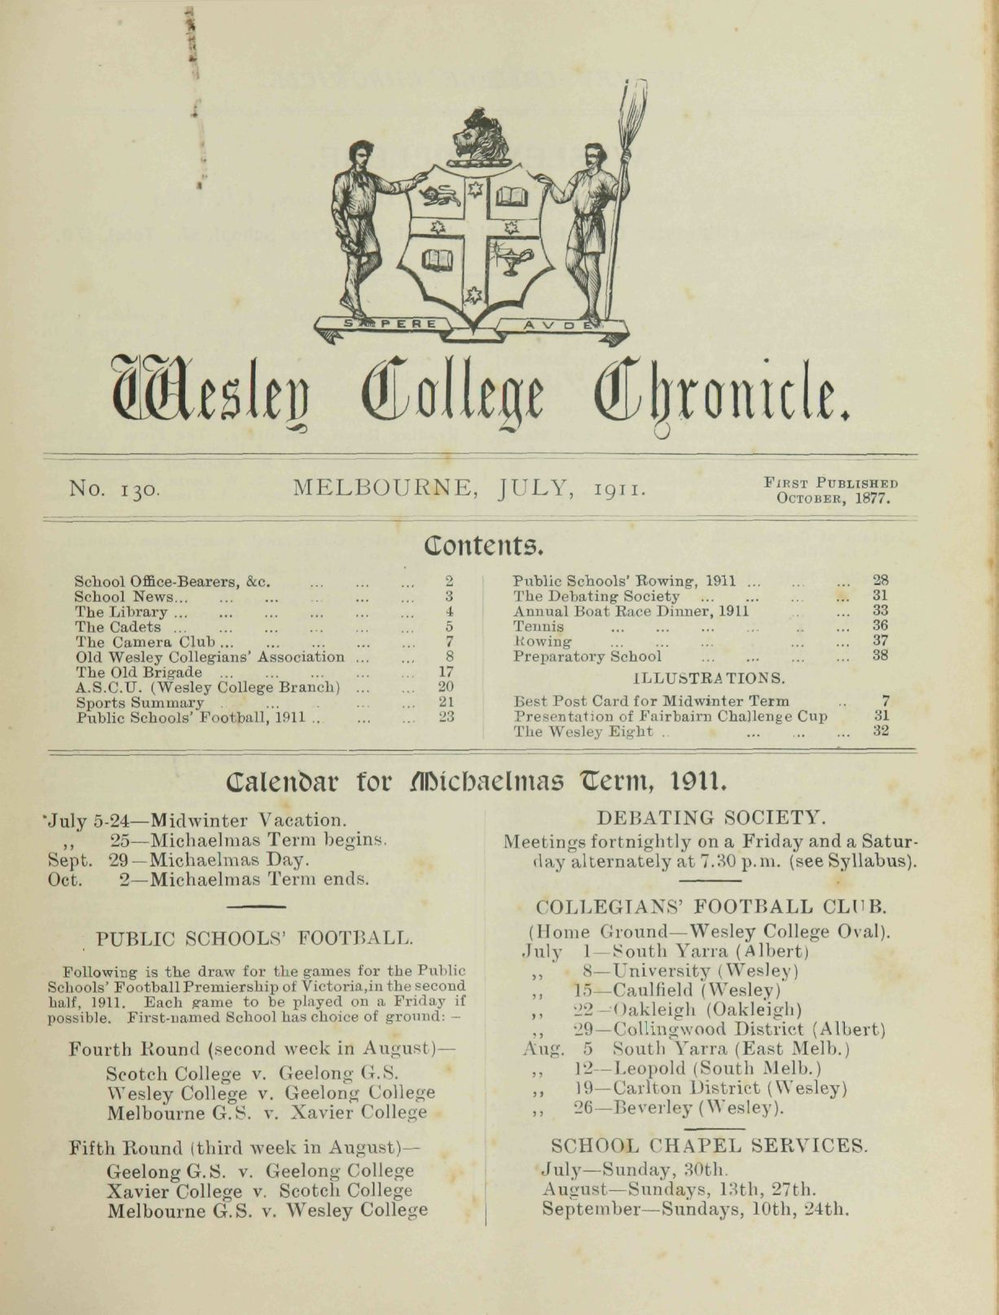 SAPERE AVDE
Wesley College Chronicle.
No. 130. MELBOURNE, JULY, 1911. First Published
October, 1877.
Contents.
School Office-Bearers, &c. ... ... ... 2
School News... ... ... ... ... 3
The Library ... ... ... ... ... ... 4
The Cadets ... ... ... ... ... ... 5
The Camera Club ... ... ... ... ... 7
Old Wesley Collegians' Association ... ... 8
The Old Brigade ... ... ... ... ... 17
A.S.C.U. (Wesley College Branch) ... ... 20
Sports Summary ... ... ... ... 21
Public Schools' Football, 1911 .. ... ... 23
Public Schools' Rowing, 1911 ... ... ... 28
The Debating Society ... ... ... ... 31
Annual Boat Race Dinner, 1911 ... 33
Tennis ... ... ... ... ... ... 36
Rowing ... ... ... ... ... 37
Preparatory School ... ... ... ... 38
ILLUSTRATIONS.
Best Post Card for Midwinter Term .. 7
Presentation of Fairbairn Challenge Cup 31
The Wesley Eight .. ... ... ... 32
Calendar for Michaelmas Term, 1911.
July 5-24—Midwinter Vacation.
,, 25—Michaelmas Term begins.
Sept. 29—Michaelmas Day.
Oct. 2—Michaelmas Term ends.
PUBLIC SCHOOLS' FOOTBALL.
Following is the draw for the games for the Public
Schools' Football Premiership of Victoria, in the second
half, 1911. Each game to be played on a Friday if
possible. First-named School has choice of ground: —
Fourth Round (second week in August)—
Scotch College v. Geelong G.S.
Wesley College v. Geelong College
Melbourne G.S. v. Xavier College
Fifth Round (third week in August)—
Geelong G.S. v. Geelong College
Xavier College v. Scotch College
Melbourne G.S. v. Wesley College
DEBATING SOCIETY.
Meetings fortnightly on a Friday and a Satur-
day alternately at 7.30 p.m. (see Syllabus).
COLLEGIANS' FOOTBALL CLUB.
(Home Ground—Wesley College Oval).
July 1—South Yarra (Albert)
,, 8—University (Wesley)
,, 15—Caulfield (Wesley)
,, 22—Oakleigh (Oakleigh)
,, 29—Collingwood District (Albert)
Aug. 5 South Yarra (East Melb.)
,, 12—Leopold (South Melb.)
,, 19—Carlton District (Wesley)
,, 26—Beverley (Wesley).
SCHOOL CHAPEL SERVICES.
July—Sunday, 30th.
August—Sundays, 13th, 27th.
September—Sundays, 10th, 24th.